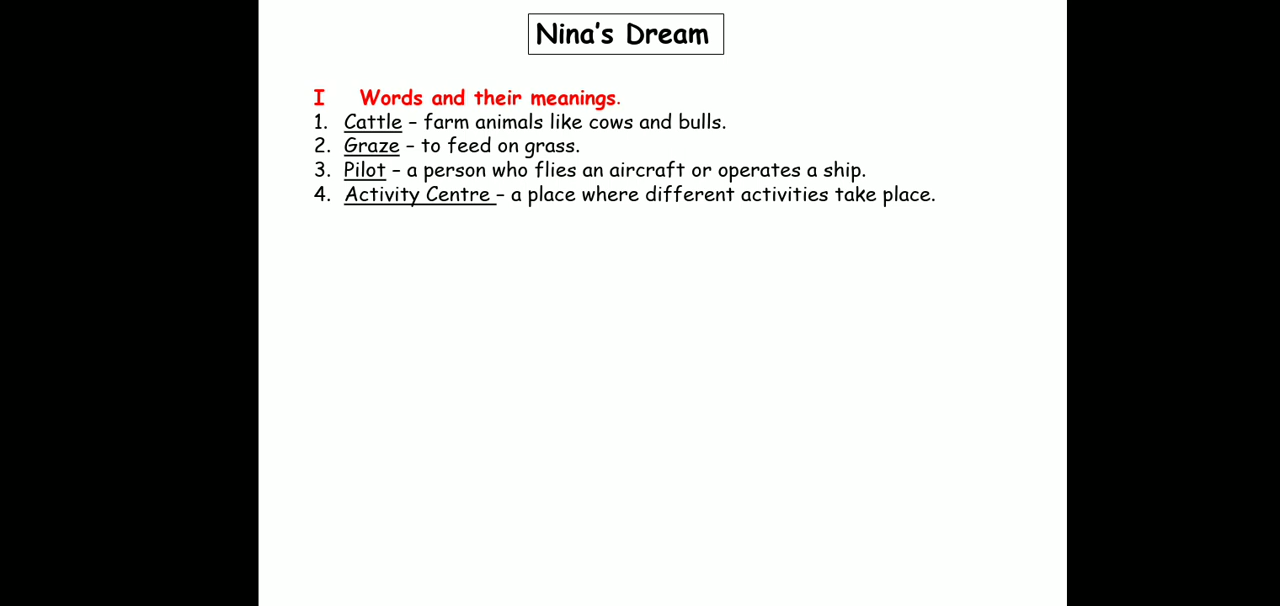 Nina's Dream
I Words and their meanings.
1. Cattle – farm animals like cows and bulls.
2. Graze – to feed on grass.
3. Pilot – a person who flies an aircraft or operates a ship.
4. Activity Centre – a place where different activities take place.